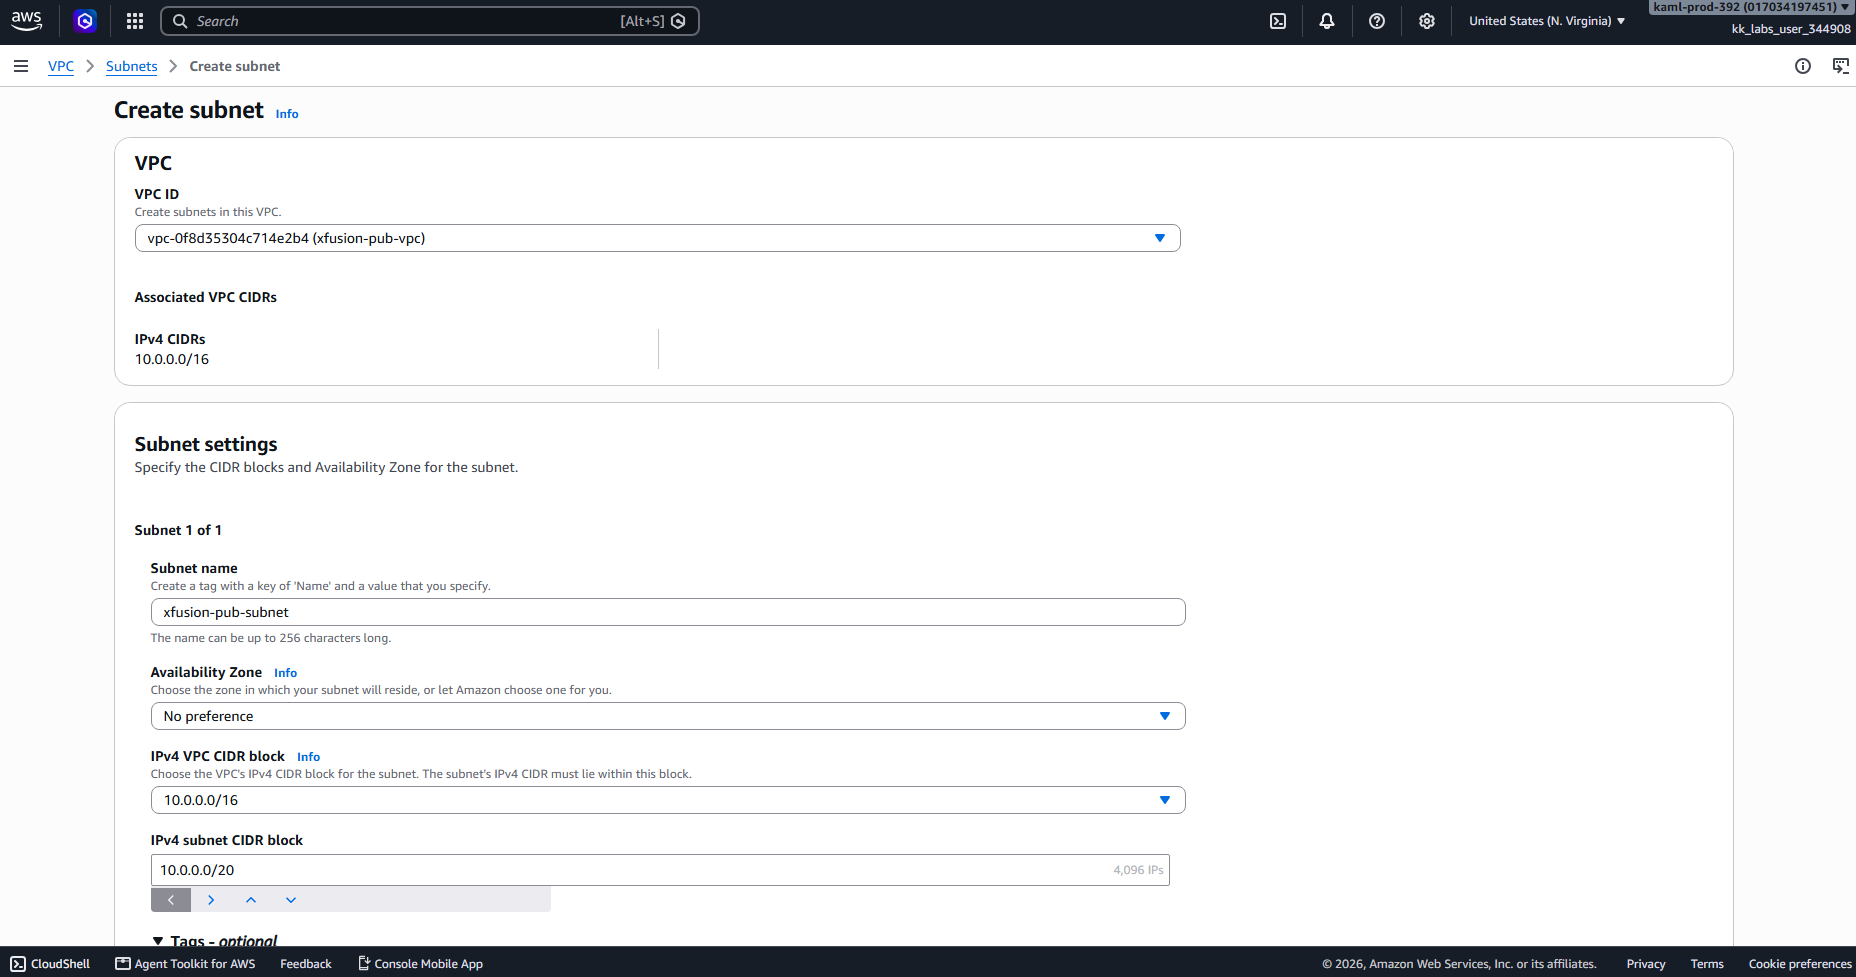 aws
Search [Alt+S]
United States (N. Virginia)
kaml-prod-392 (017034197451)
kk_labs_user_344908
VPC
Subnets
Create subnet
Create subnet Info
VPC
VPC ID
Create subnets in this VPC.
vpc-0f8d35304c714e2b4 (xfusion-pub-vpc)
Associated VPC CIDRs
IPv4 CIDRs
10.0.0.0/16
Subnet settings
Specify the CIDR blocks and Availability Zone for the subnet.
Subnet 1 of 1
Subnet name
Create a tag with a key of 'Name' and a value that you specify.
xfusion-pub-subnet
The name can be up to 256 characters long.
Availability Zone Info
Choose the zone in which your subnet will reside, or let Amazon choose one for you.
No preference
IPv4 VPC CIDR block Info
Choose the VPC's IPv4 CIDR block for the subnet. The subnet's IPv4 CIDR must lie within this block.
10.0.0.0/16
IPv4 subnet CIDR block
10.0.0.0/20 4,096 IPs
Tags - optional
CloudShell Agent Toolkit for AWS Feedback Console Mobile App © 2026, Amazon Web Services, Inc. or its affiliates. Privacy Terms Cookie preferences